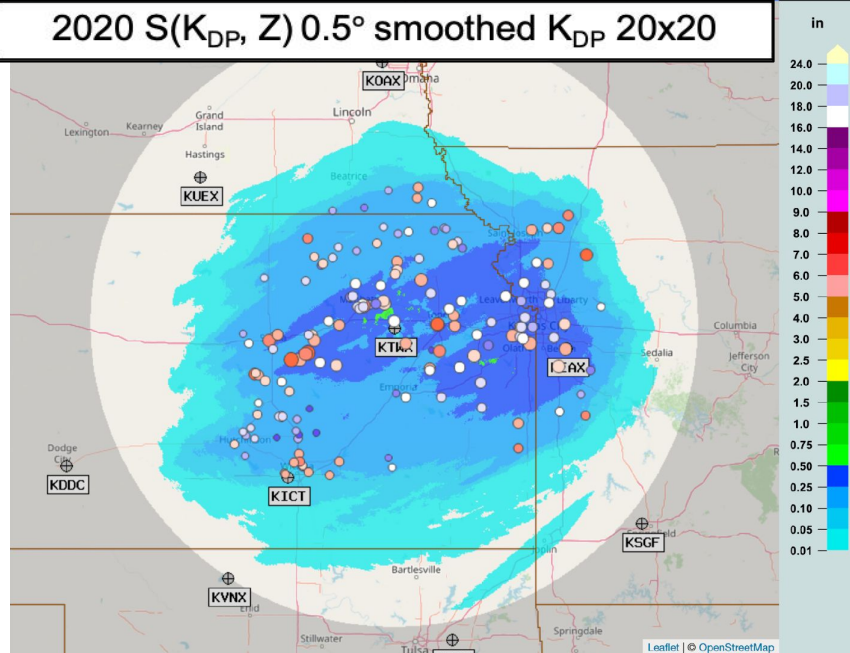 2020 S(KDP, Z) 0.5° smoothed KDP 20x20
in
KOAX
Omaha
Grand
Island
Lincoln
Kearney
Lexington
Hastings
Beatrice
KUEX
24.0
20.0
18.0
16.0
14.0
12.0
10.0
9.0
8.0
7.0
6.0
5.0
4.0
3.0
2.5
2.0
1.5
1.0
0.75
0.50
0.25
0.10
0.05
0.01
Liberty
Columbia
Sedalia
Jefferson
City
KTWX
Emporia
Dodge
City
KDDC
KICT
KSGF
Joplin
Bartlesville
KVNX
Enid
Stillwater
Tulsa
Springdale
Leaflet | © OpenStreetMap